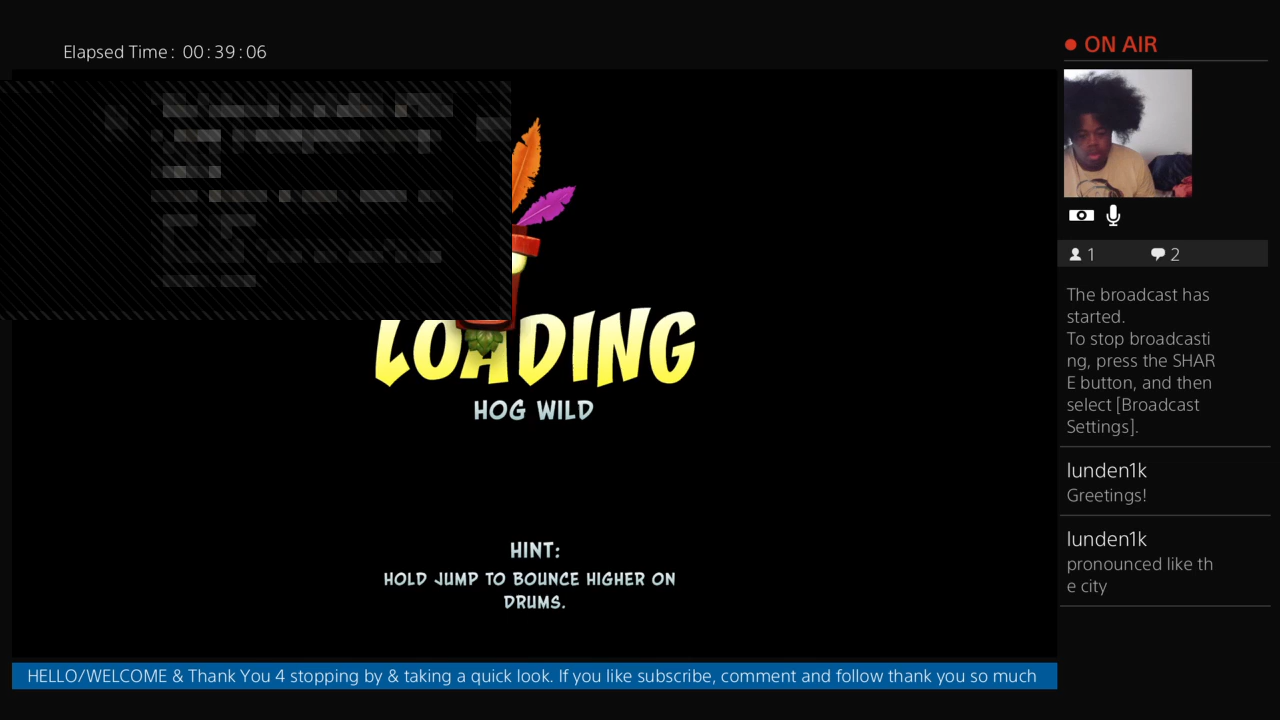 Elapsed Time: 00:39:06
ON AIR
1
2
The broadcast has
started.
To stop broadcasti
ng, press the SHAR
E button, and then
select [Broadcast
Settings].
lunden1k
Greetings!
lunden1k
pronounced like th
e city
LOADING
HOG WILD
HINT:
HOLD JUMP TO BOUNCE HIGHER ON
DRUMS.
HELLO/WELCOME & Thank You 4 stopping by & taking a quick look. If you like subscribe, comment and follow thank you so much